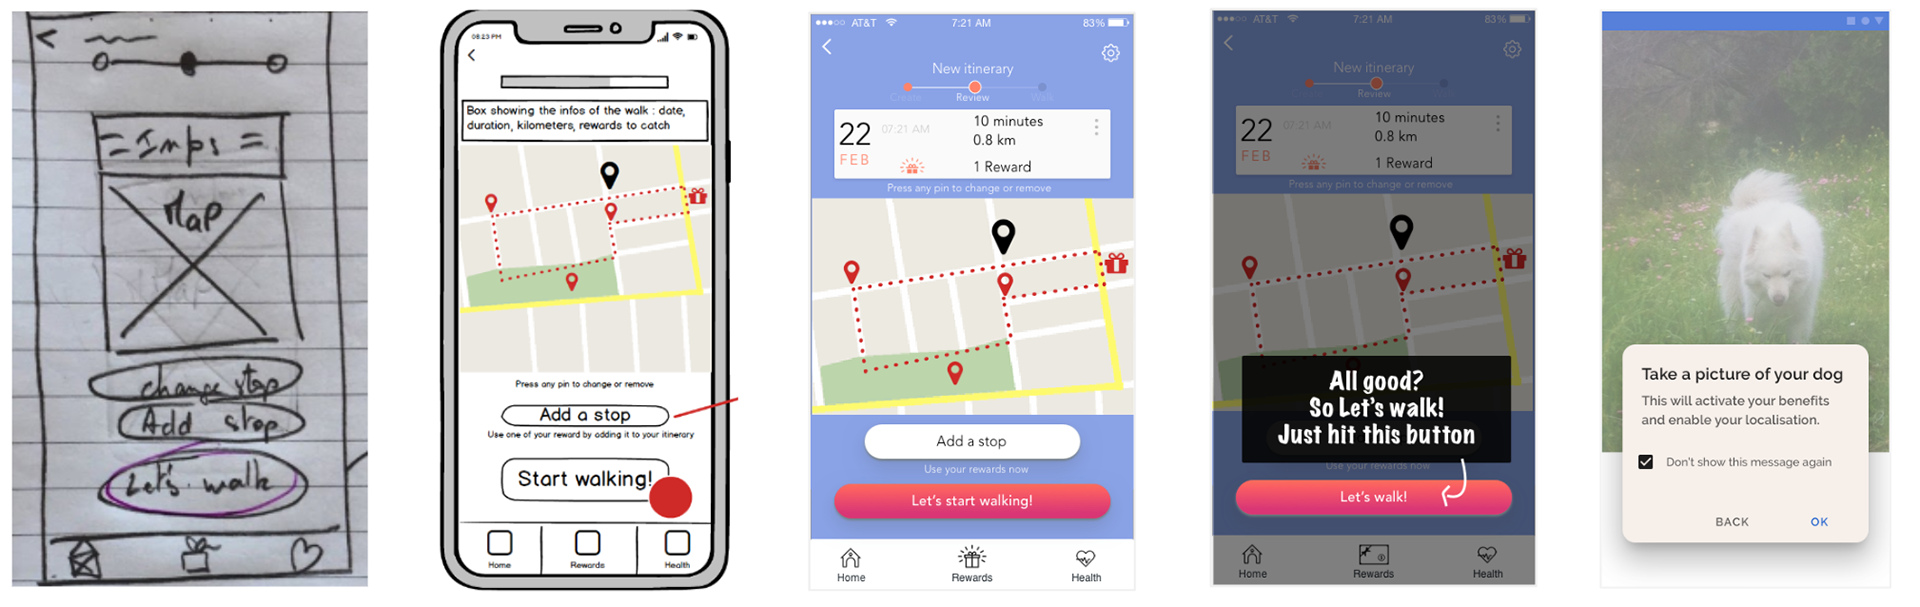 = Infos =
Map
change stop
Add stop
Let's walk
08:23 PM
Box showing the infos of the walk : date,
duration, kilometers, rewards to catch
Press any pin to change or remove
Add a stop
Use one of your reward by adding it to your itinerary
Start walking!
Home Rewards Health
AT&T 7:21 AM 83%
New itinerary
Create Review Walk
22 07:21 AM 10 minutes
0.8 km
FEB 1 Reward
Press any pin to change or remove
Add a stop
Use your rewards now
Let's start walking!
Home Rewards Health
AT&T 7:21 AM 83%
New itinerary
Review
22 07:21 AM 10 minutes
0.8 km
FEB 1 Reward
Press any pin to change or remove
All good?
So Let's walk!
Just hit this button
Use your rewards now
Let's walk!
Home Rewards Health
Take a picture of your dog
This will activate your benefits
and enable your localisation.
Don't show this message again
BACK OK